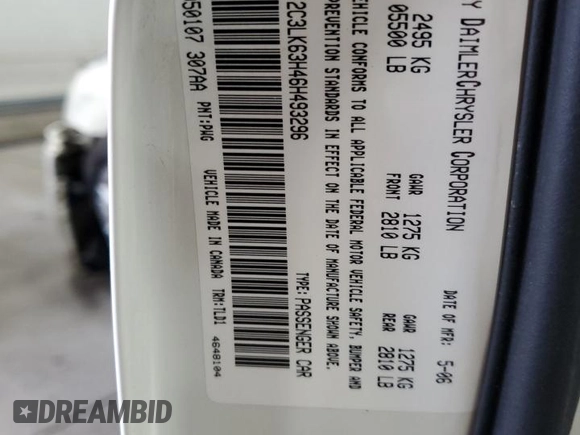 Y DAIMLERCHRYSLER CORPORATION
DATE OF MFR: 5-06
2495 KG
05500 LB
GAWR FRONT
1275 KG
2810 LB
GAWR REAR
1275 KG
2810 LB
VEHICLE CONFORMS TO ALL APPLICABLE FEDERAL MOTOR VEHICLE SAFETY, BUMPER AND
PREVENTION STANDARDS IN EFFECT ON THE DATE OF MANUFACTURE SHOWN ABOVE.
2C3LK63H46H493296
TYPE: PASSENGER CAR
50107 307AA PNT:PWG
VEHICLE MADE IN CANADA TRM:TLD1
4648104
DREAMBID